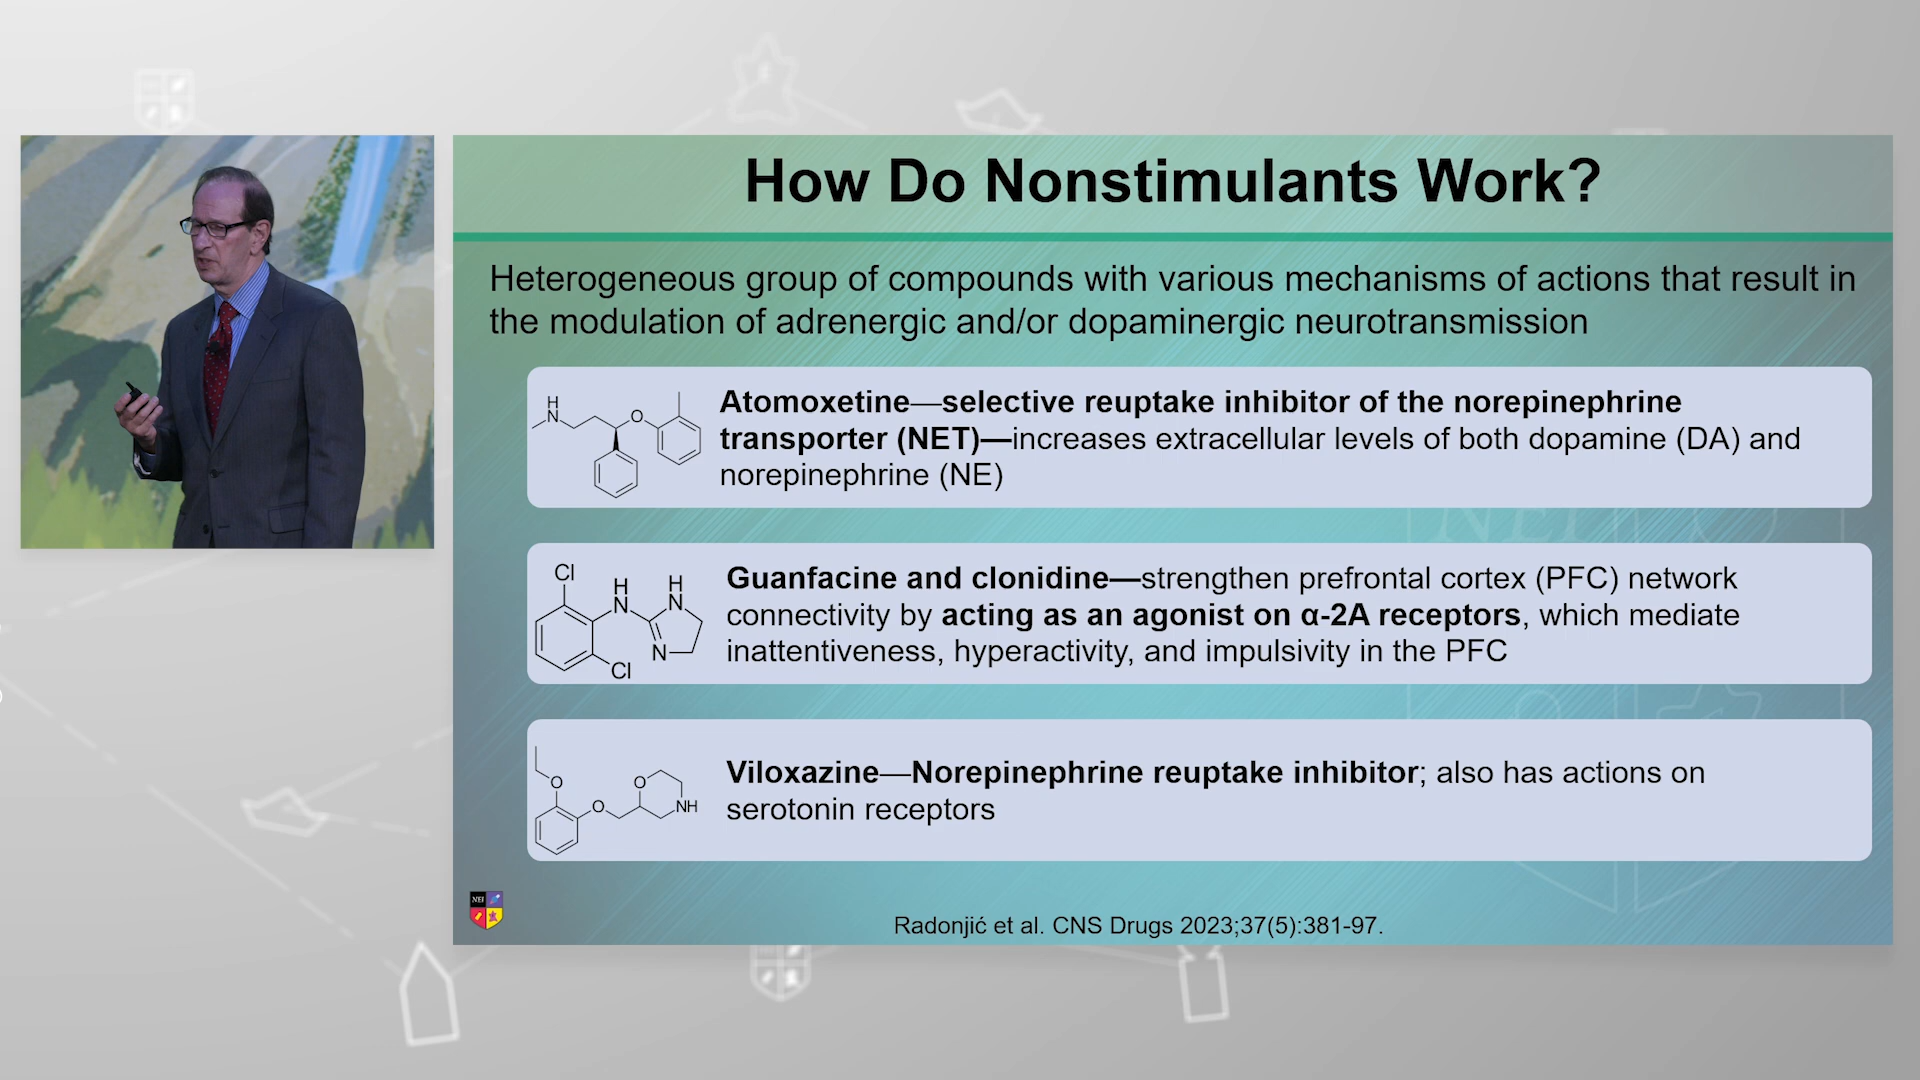 How Do Nonstimulants Work?
Heterogeneous group of compounds with various mechanisms of actions that result in
the modulation of adrenergic and/or dopaminergic neurotransmission
H
N
O
Atomoxetine—selective reuptake inhibitor of the norepinephrine
transporter (NET)—increases extracellular levels of both dopamine (DA) and
norepinephrine (NE)
Cl
H
N
H
N
N
Cl
Guanfacine and clonidine—strengthen prefrontal cortex (PFC) network
connectivity by acting as an agonist on α-2A receptors, which mediate
inattentiveness, hyperactivity, and impulsivity in the PFC
O
O
O
NH
Viloxazine—Norepinephrine reuptake inhibitor; also has actions on
serotonin receptors
NEI
NEI
Radonjić et al. CNS Drugs 2023;37(5):381-97.